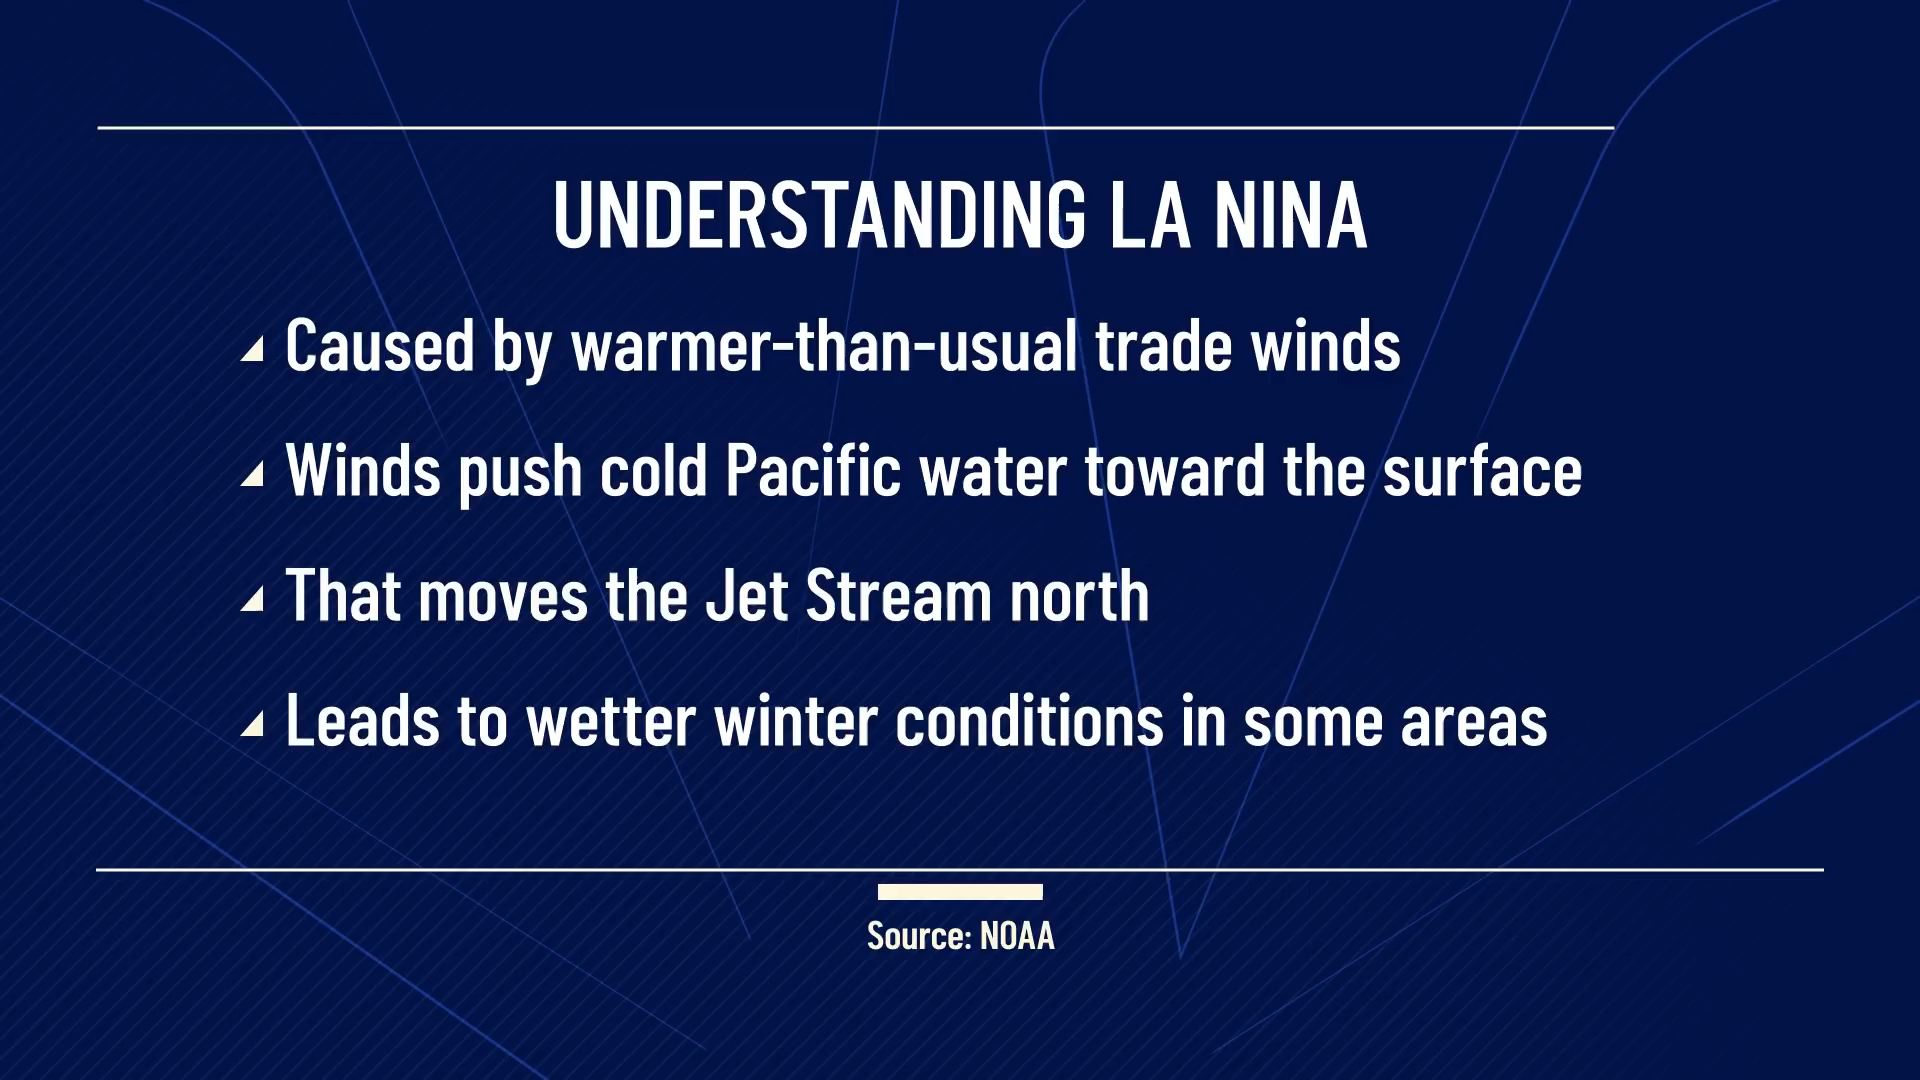 UNDERSTANDING LA NINA
Caused by warmer-than-usual trade winds
Winds push cold Pacific water toward the surface
That moves the Jet Stream north
Leads to wetter winter conditions in some areas
Source: NOAA